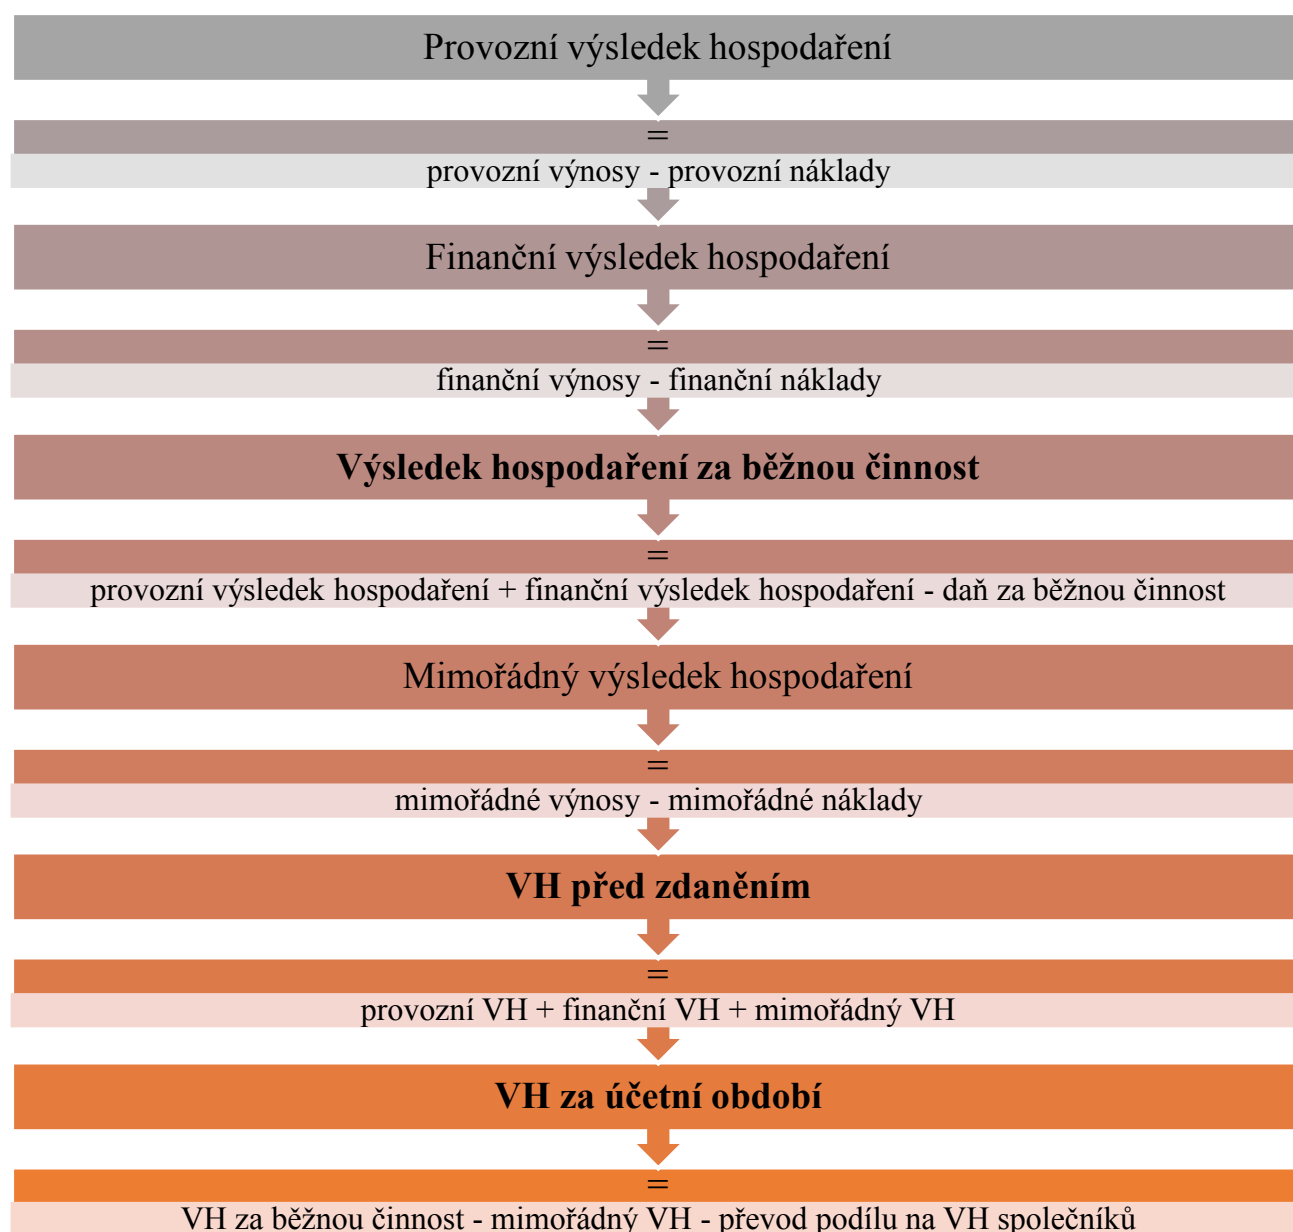 Provozní výsledek hospodaření
=
provozní výnosy - provozní náklady
Finanční výsledek hospodaření
=
finanční výnosy - finanční náklady
Výsledek hospodaření za běžnou činnost
=
provozní výsledek hospodaření + finanční výsledek hospodaření - daň za běžnou činnost
Mimořádný výsledek hospodaření
=
mimořádné výnosy - mimořádné náklady
VH před zdaněním
=
provozní VH + finanční VH + mimořádný VH
VH za účetní období
=
VH za běžnou činnost - mimořádný VH - převod podílu na VH společníků